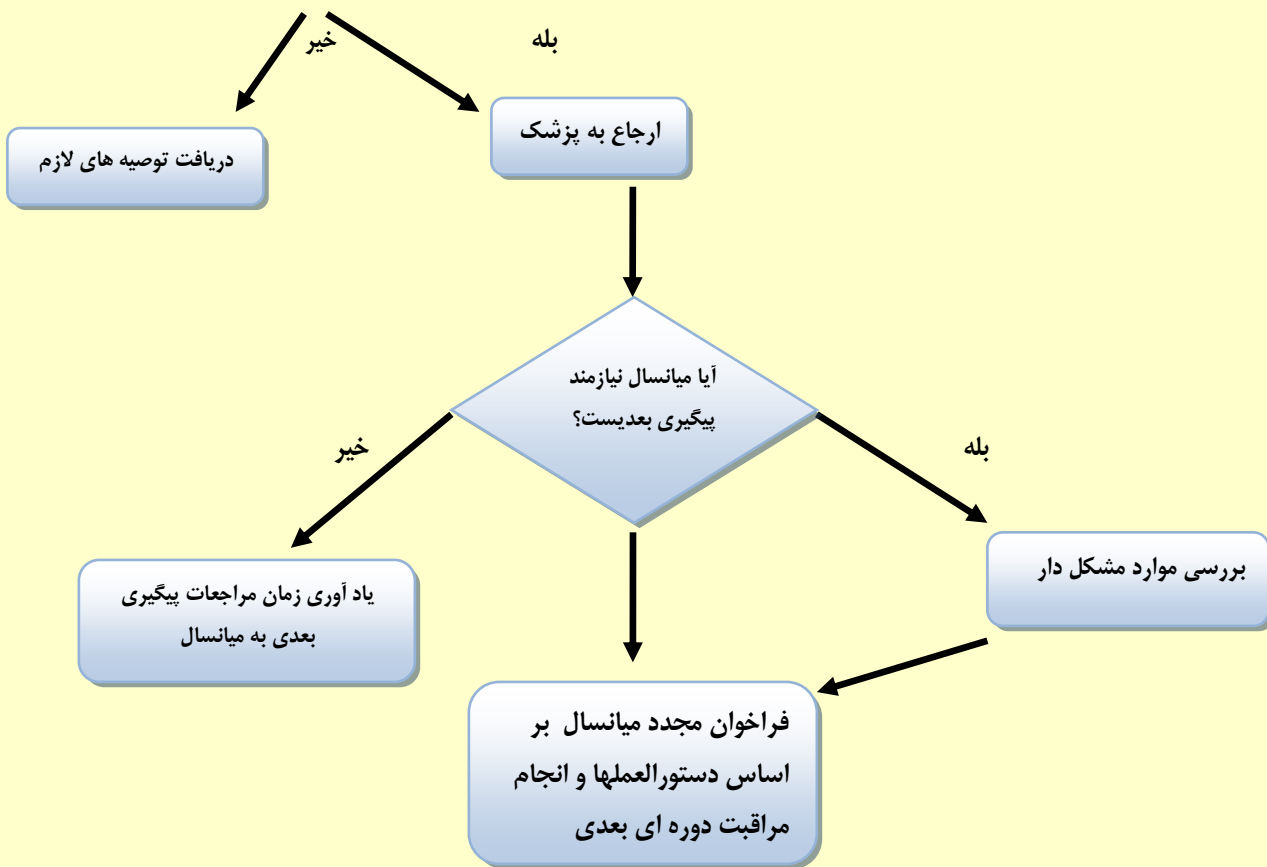 بله
خیر
ارجاع به پزشک
دریافت توصیه های لازم
آیا میانسال نیازمند
پیگیری بعدیست؟
بله
خیر
بررسی موارد مشکل دار
یاد آوری زمان مراجعات پیگیری
بعدی به میانسال
فراخوان مجدد میانسال بر
اساس دستورالعملها و انجام
مراقبت دوره ای بعدی